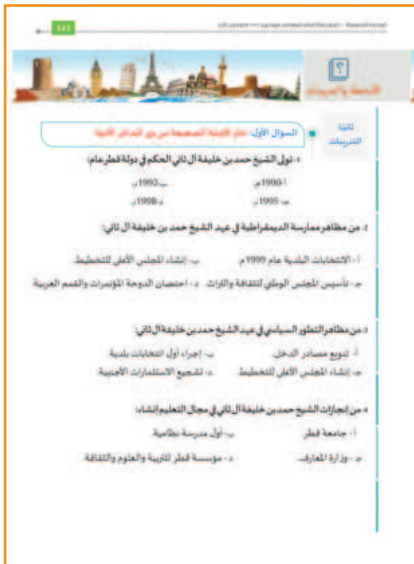 ١٤٢
الأنشطة والتدريبات
ثانيًا:
التدريبات
السؤال الأول: اختر الإجابة الصحيحة من بين البدائل الآتية:
١- تولى الشيخ حمد بن خليفة آل ثاني الحكم في دولة قطر عام:
أ-1990م. ب-1992م.
ج- 1995م. د-1998م.
٢- من مظاهر ممارسة الديمقراطية في عهد الشيخ حمد بن خليفة آل ثاني:
أ- الانتخابات البلدية عام 1999م. ب- إنشاء المجلس الأعلى للتخطيط.
ج- تأسيس المجلس الوطني للثقافة والتراث. د- احتضان الدوحة المؤتمرات والقمم العربية.
٣- من مظاهر التطور السياسي في عهد الشيخ حمد بن خليفة آل ثاني:
أ- تنويع مصادر الدخل. ب- إجراء أول انتخابات بلدية.
ج- إنشاء المجلس الأعلى للتخطيط. د- تشجيع الاستثمارات الأجنبية.
٤- من إنجازات الشيخ حمد بن خليفة آل ثاني في مجال التعليم إنشاء:
أ- جامعة قطر. ب- أول مدرسة نظامية.
ج- وزارة المعارف. د- مؤسسة قطر للتربية والعلوم والثقافة.